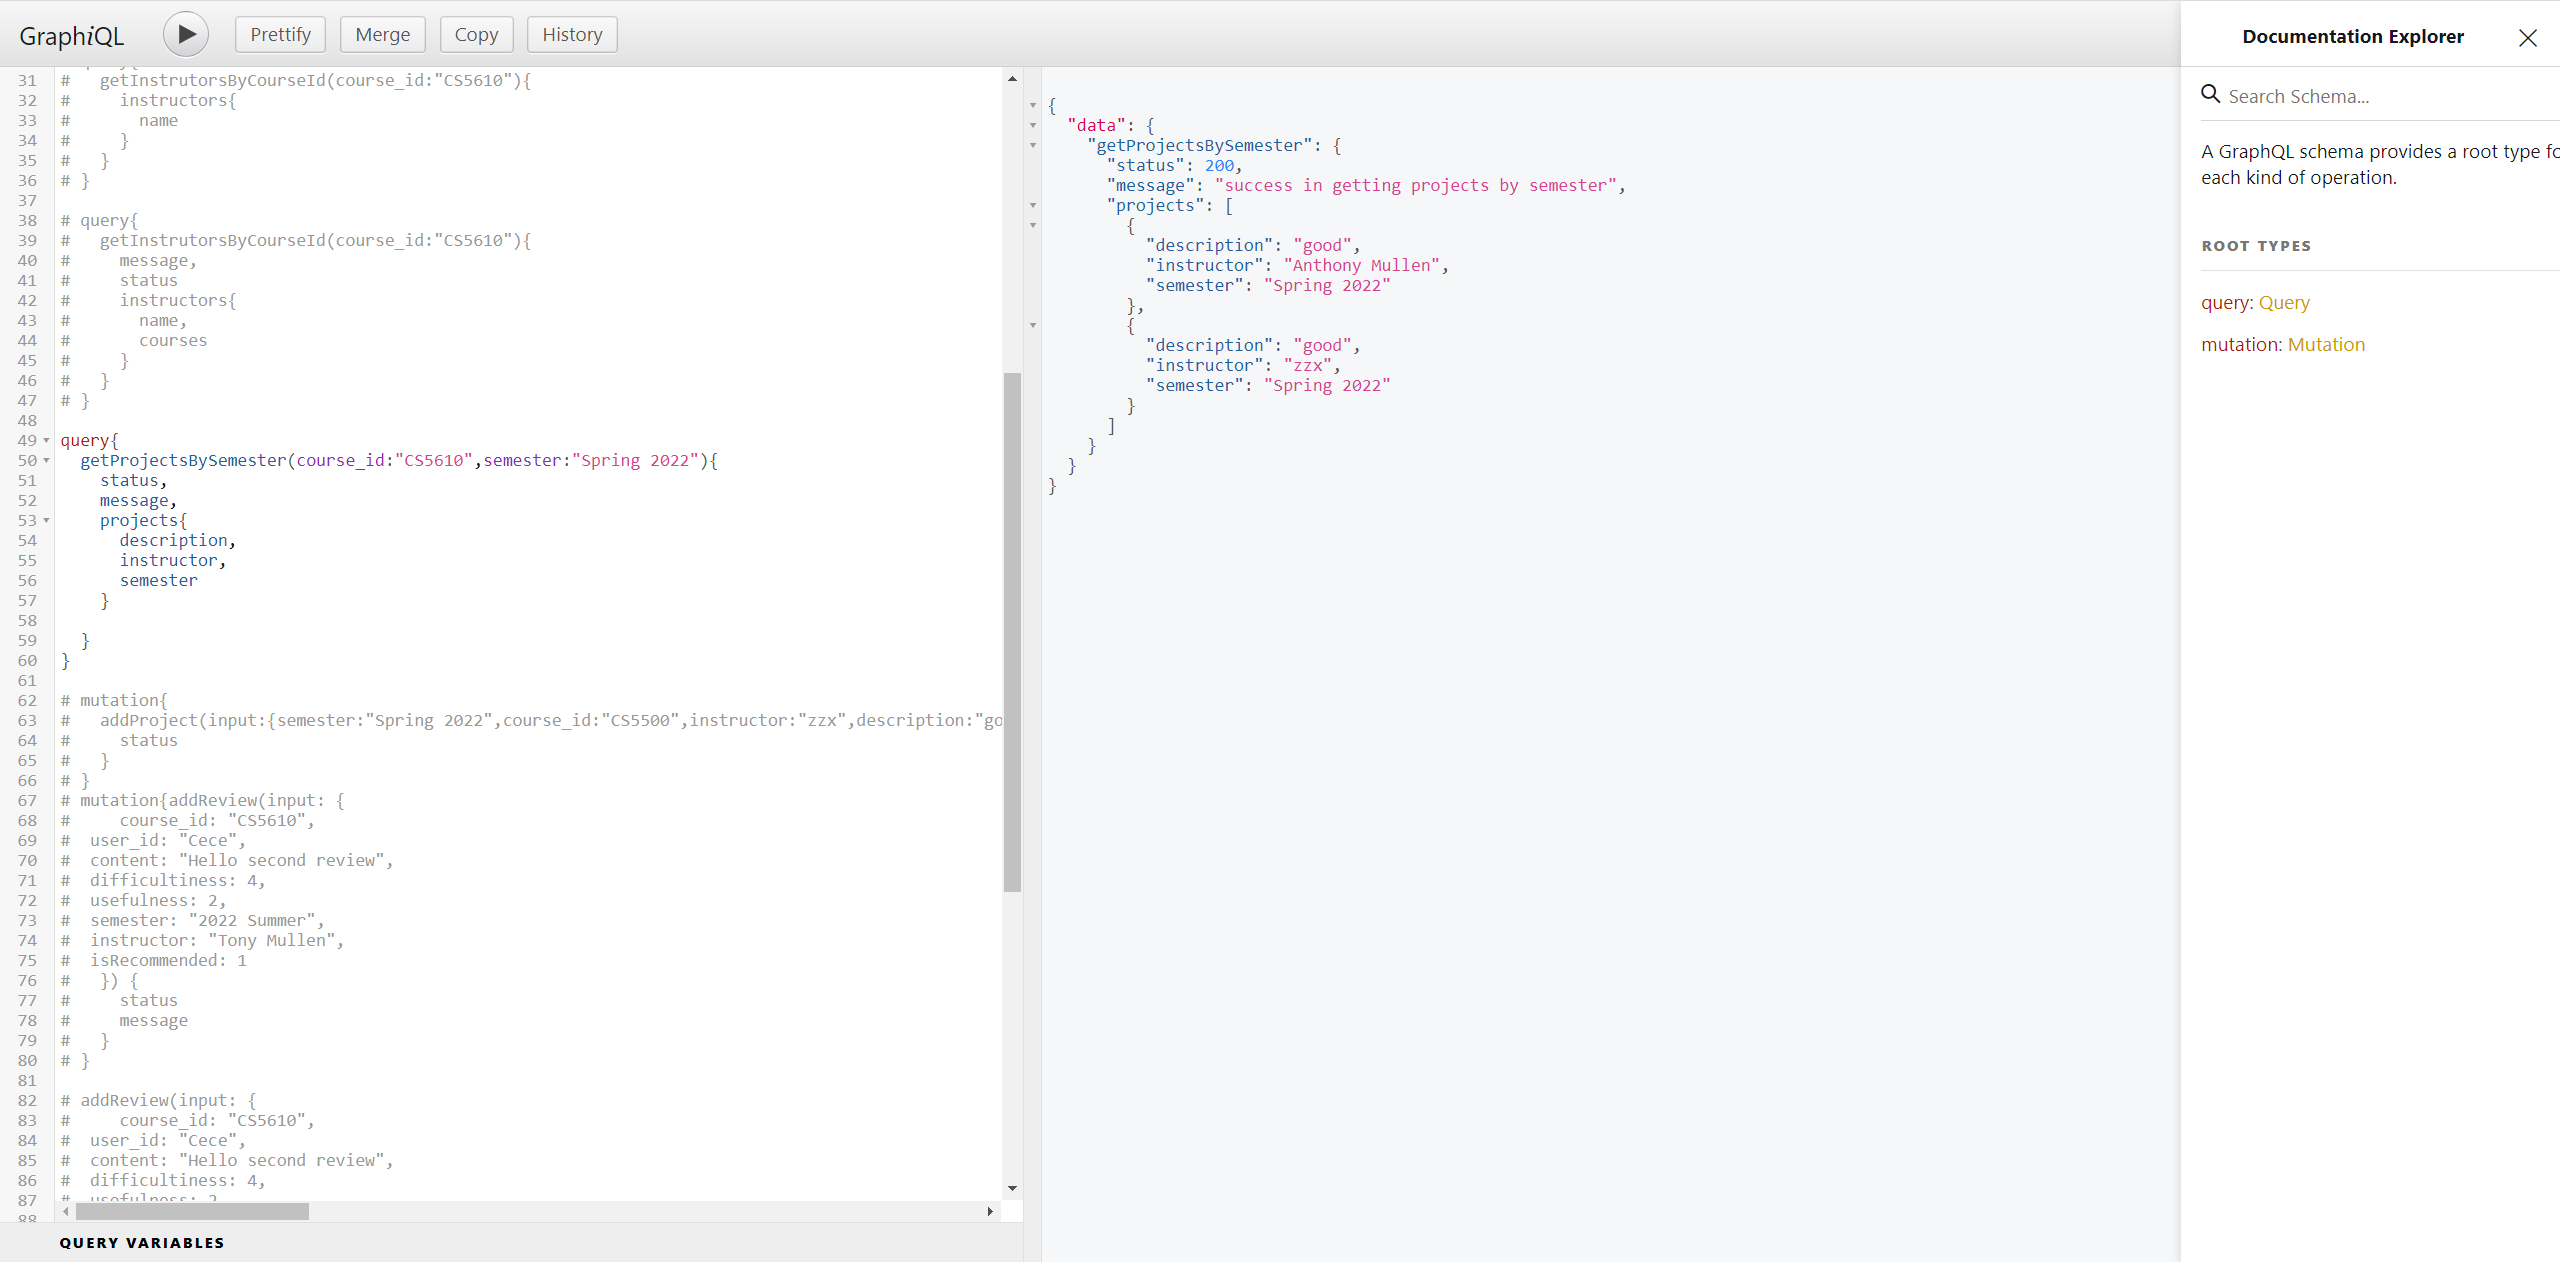 GraphiQL
Prettify
Merge
Copy
History
31 #   getInstrutorsByCourseId(course_id:"CS5610"){
32 #     instructors{
33 #       name
34 #     }
35 #   }
36 # }
37
38 # query{
39 #   getInstrutorsByCourseId(course_id:"CS5610"){
40 #     message,
41 #     status
42 #     instructors{
43 #       name,
44 #       courses
45 #     }
46 #   }
47 # }
48
49 query{
50   getProjectsBySemester(course_id:"CS5610",semester:"Spring 2022"){
51     status,
52     message,
53     projects{
54       description,
55       instructor,
56       semester
57     }
58
59   }
60 }
61
62 # mutation{
63 #   addProject(input:{semester:"Spring 2022",course_id:"CS5500",instructor:"zzx",description:"go
64 #     status
65 #   }
66 # }
67 # mutation{addReview(input: {
68 #     course_id: "CS5610",
69 #  user_id: "Cece",
70 #  content: "Hello second review",
71 #  difficultiness: 4,
72 #  usefulness: 2,
73 #  semester: "2022 Summer",
74 #  instructor: "Tony Mullen",
75 #  isRecommended: 1
76 #   }) {
77 #     status
78 #     message
79 #   }
80 # }
81
82 # addReview(input: {
83 #     course_id: "CS5610",
84 #  user_id: "Cece",
85 #  content: "Hello second review",
86 #  difficultiness: 4,
87 #  usefulness: 2
88
QUERY VARIABLES
{
  "data": {
    "getProjectsBySemester": {
      "status": 200,
      "message": "success in getting projects by semester",
      "projects": [
        {
          "description": "good",
          "instructor": "Anthony Mullen",
          "semester": "Spring 2022"
        },
        {
          "description": "good",
          "instructor": "zzx",
          "semester": "Spring 2022"
        }
      ]
    }
  }
}
Documentation Explorer
Search Schema...
A GraphQL schema provides a root type fo
each kind of operation.
ROOT TYPES
query: Query
mutation: Mutation